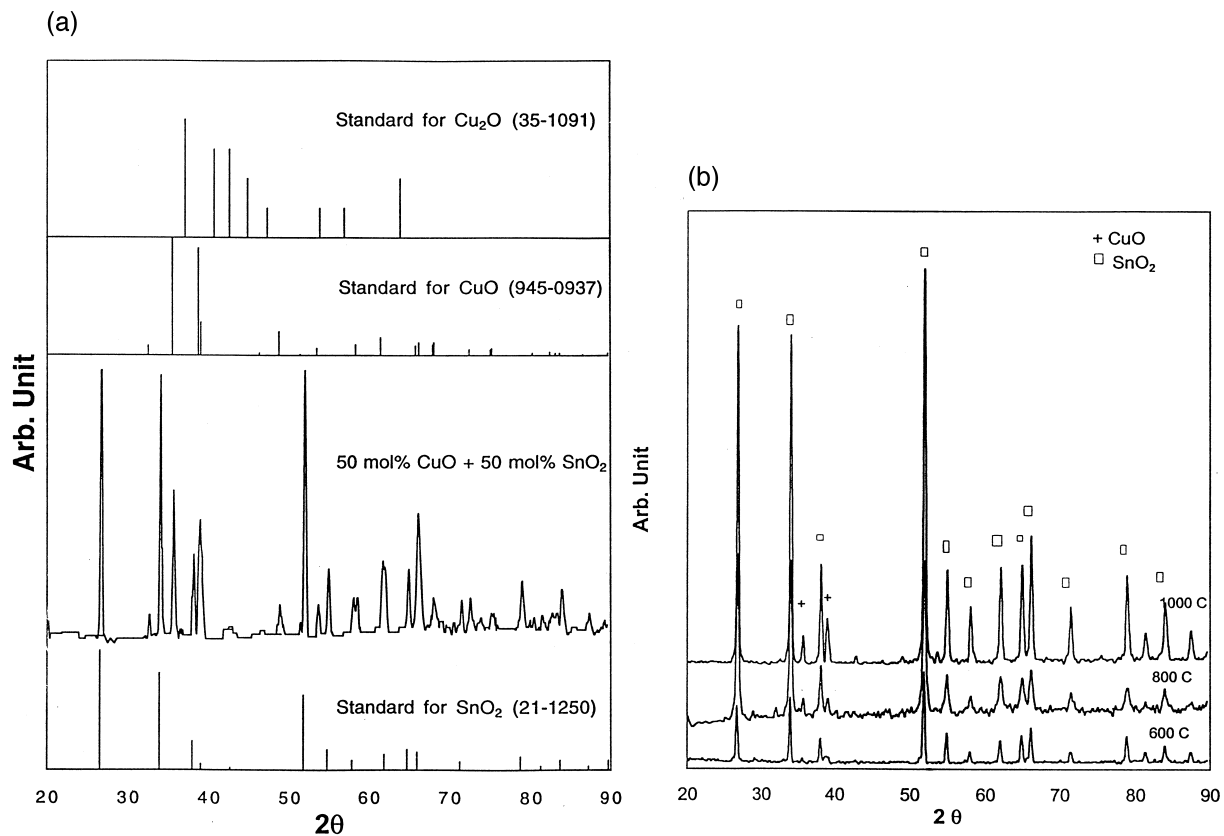 (a)
Standard for Cu₂O (35-1091)
Standard for CuO (945-0937)
50 mol% CuO + 50 mol% SnO₂
Standard for SnO₂ (21-1250)
Arb. Unit
20 30 40 50 60 70 80 90
2θ
(b)
+ CuO
□ SnO₂
1000 C
800 C
600 C
Arb. Unit
20 30 40 50 60 70 80 90
2 θ